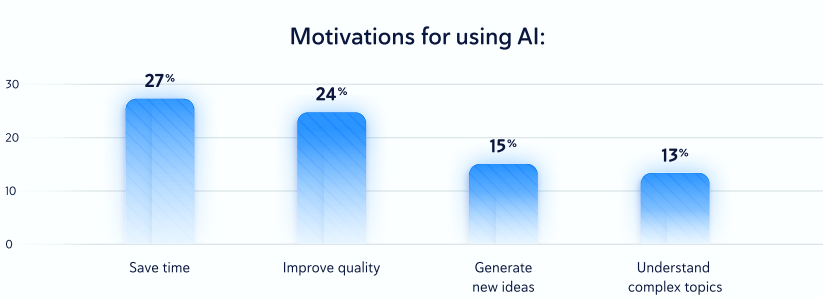 Motivations for using AI:
30
27%
24%
20
15%
13%
10
0
Save time
Improve quality
Generate
new ideas
Understand
complex topics